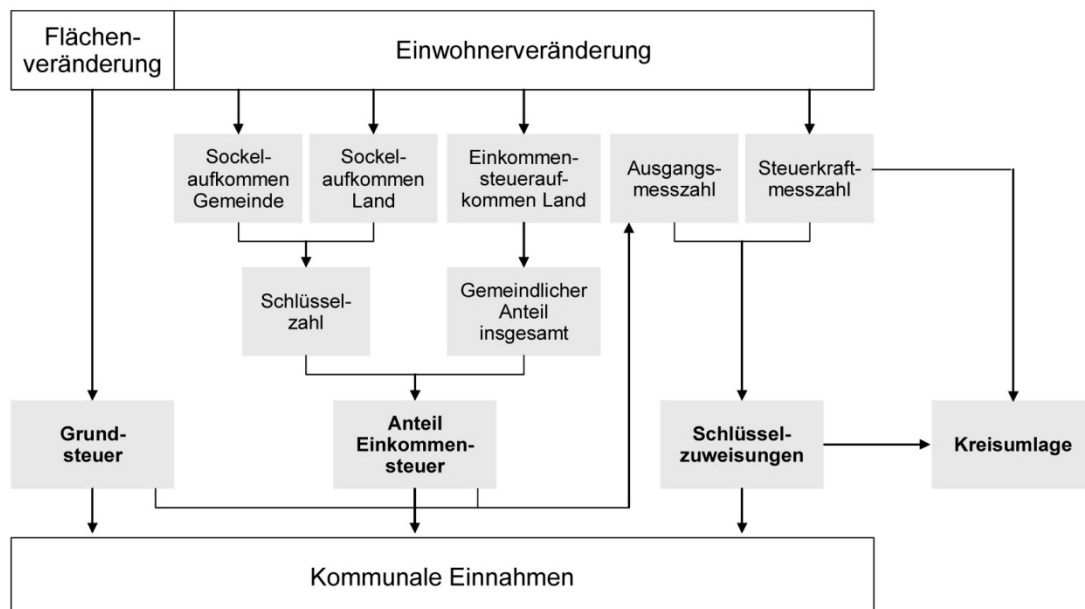 Flächen-
veränderung
Einwohnerveränderung
Sockel-
aufkommen
Gemeinde
Sockel-
aufkommen
Land
Einkommen-
steuerauf-
kommen Land
Ausgangs-
messzahl
Steuerkraft-
messzahl
Schlüssel-
zahl
Gemeindlicher
Anteil
insgesamt
Grund-
steuer
Anteil
Einkommen-
steuer
Schlüssel-
zuweisungen
Kreisumlage
Kommunale Einnahmen